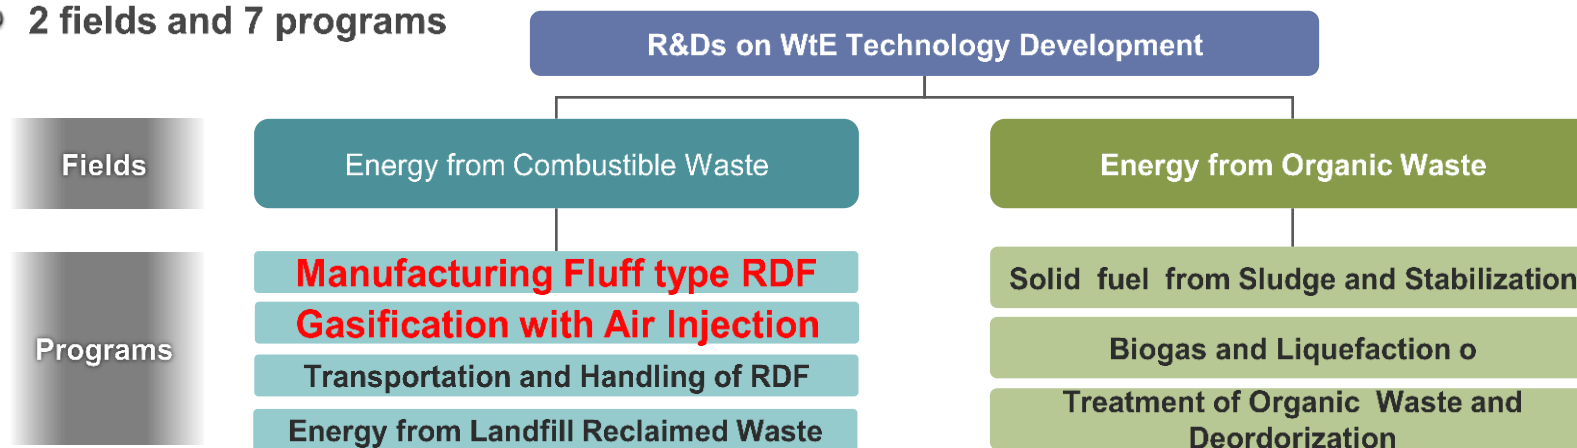 2 fields and 7 programs
R&Ds on WtE Technology Development
Fields
Energy from Combustible Waste
Energy from Organic Waste
Programs
Manufacturing Fluff type RDF
Gasification with Air Injection
Transportation and Handling of RDF
Energy from Landfill Reclaimed Waste
Solid fuel from Sludge and Stabilization
Biogas and Liquefaction o
Treatment of Organic Waste and
Deordorization